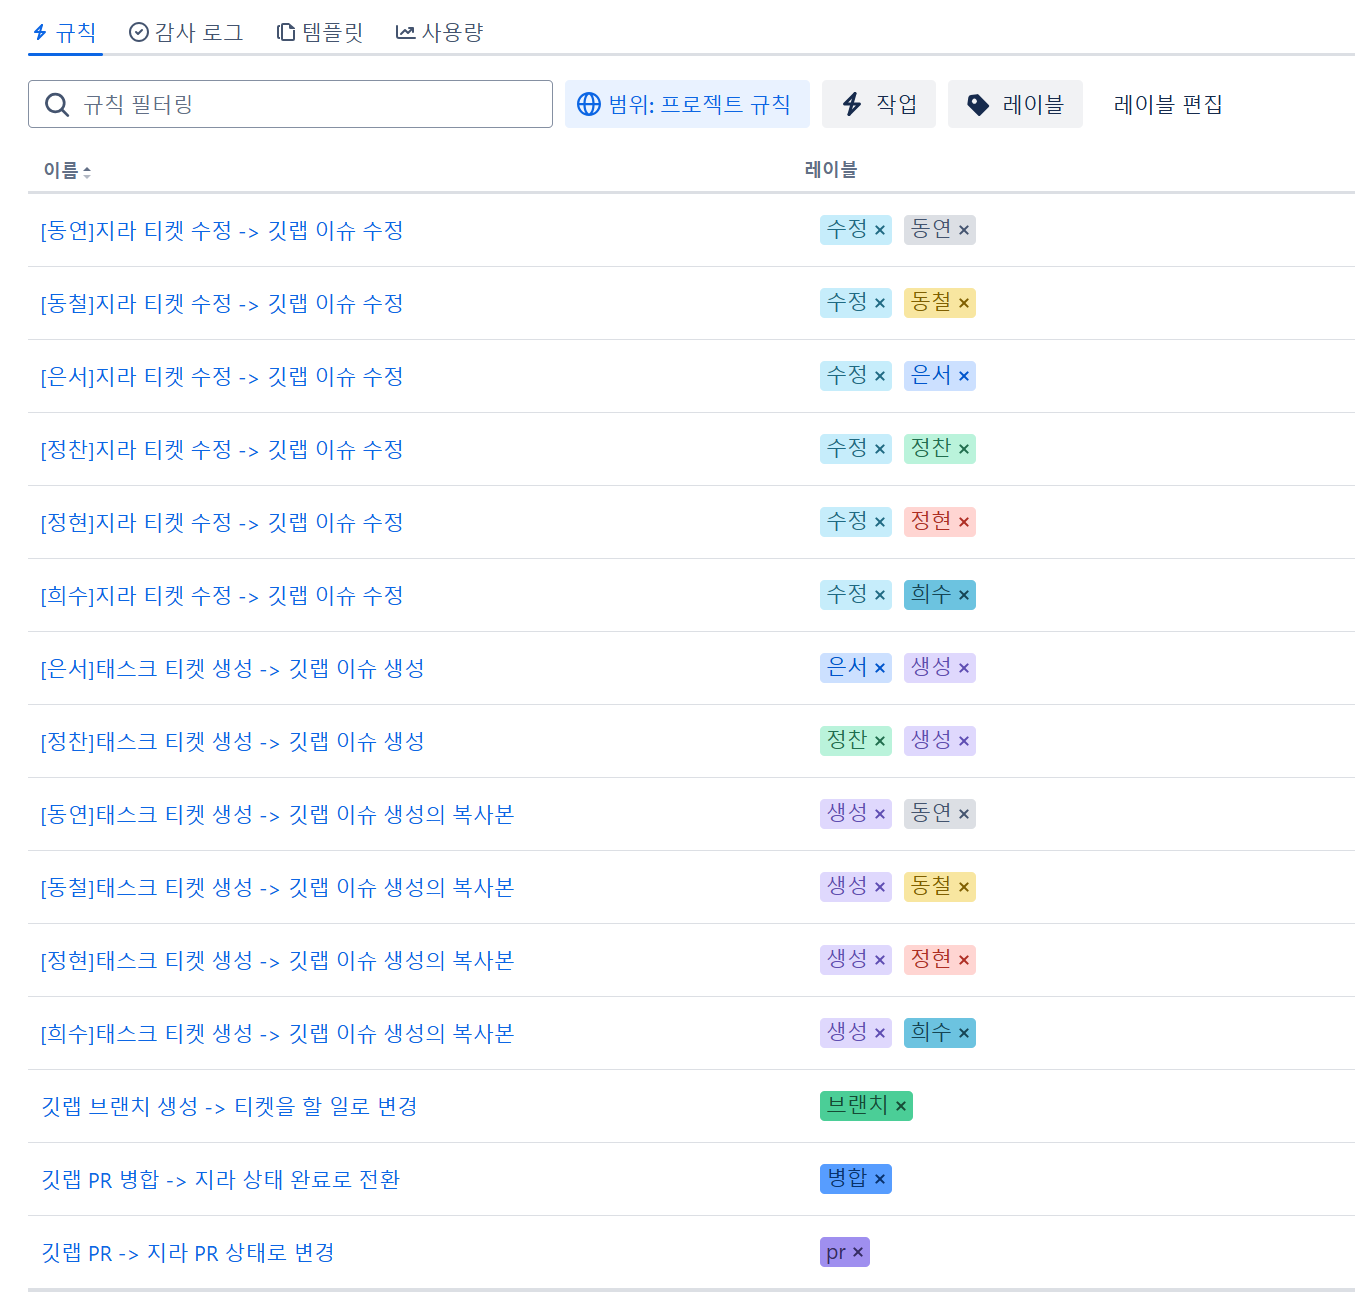 규칙 감사 로그 템플릿 사용량
규칙 필터링 범위: 프로젝트 규칙 작업 레이블 레이블 편집
이름 레이블
[동연]지라 티켓 수정 -> 깃랩 이슈 수정 수정 × 동연 ×
[동철]지라 티켓 수정 -> 깃랩 이슈 수정 수정 × 동철 ×
[은서]지라 티켓 수정 -> 깃랩 이슈 수정 수정 × 은서 ×
[정찬]지라 티켓 수정 -> 깃랩 이슈 수정 수정 × 정찬 ×
[정현]지라 티켓 수정 -> 깃랩 이슈 수정 수정 × 정현 ×
[희수]지라 티켓 수정 -> 깃랩 이슈 수정 수정 × 희수 ×
[은서]태스크 티켓 생성 -> 깃랩 이슈 생성 은서 × 생성 ×
[정찬]태스크 티켓 생성 -> 깃랩 이슈 생성 정찬 × 생성 ×
[동연]태스크 티켓 생성 -> 깃랩 이슈 생성의 복사본 생성 × 동연 ×
[동철]태스크 티켓 생성 -> 깃랩 이슈 생성의 복사본 생성 × 동철 ×
[정현]태스크 티켓 생성 -> 깃랩 이슈 생성의 복사본 생성 × 정현 ×
[희수]태스크 티켓 생성 -> 깃랩 이슈 생성의 복사본 생성 × 희수 ×
깃랩 브랜치 생성 -> 티켓을 할 일로 변경 브랜치 ×
깃랩 PR 병합 -> 지라 상태 완료로 전환 병합 ×
깃랩 PR -> 지라 PR 상태로 변경 pr ×